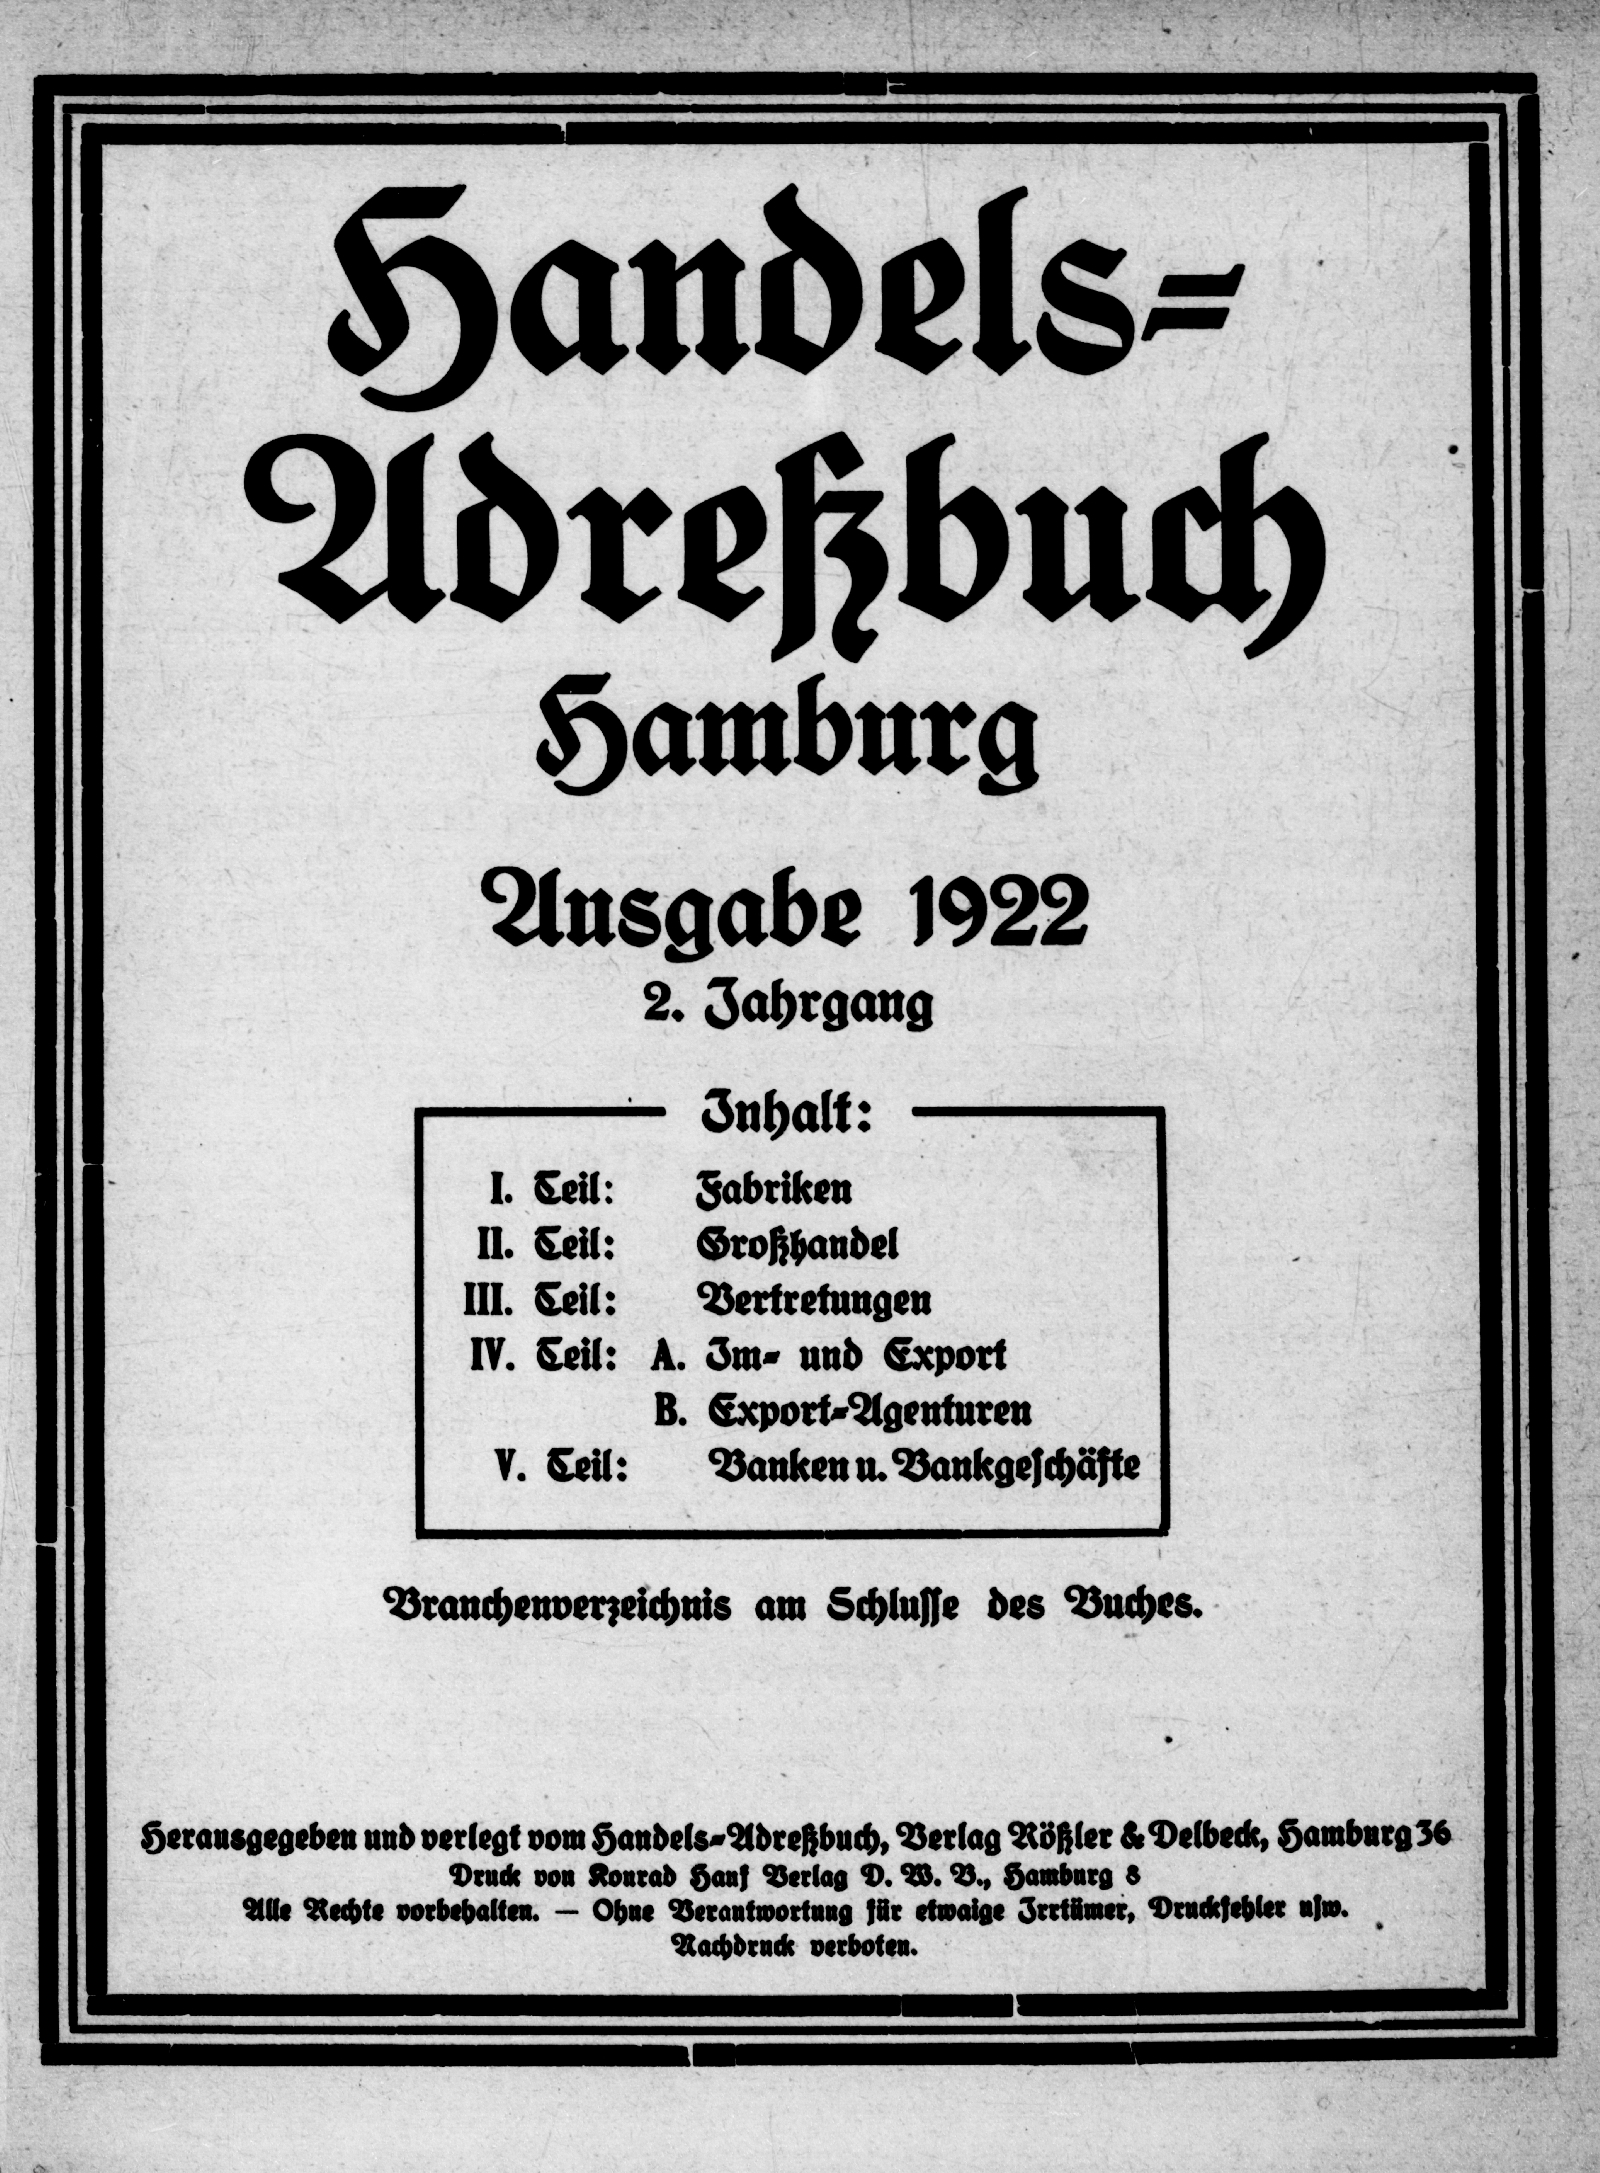 Handels-
Adreßbuch
Hamburg
Ausgabe 1922
2. Jahrgang
Inhalt:
I. Teil: Fabriken
II. Teil: Großhandel
III. Teil: Vertretungen
IV. Teil: A. Im- und Export
B. Export-Agenturen
V. Teil: Banken u. Bankgeschäfte
Branchenverzeichnis am Schlusse des Buches.
Herausgegeben und verlegt vom Handels-Adreßbuch, Verlag Rößler & Delbeck, Hamburg 36
Druck von Konrad Hanf Verlag D. W. B., Hamburg 8
Alle Rechte vorbehalten. — Ohne Verantwortung für etwaige Irrtümer, Druckfehler usw.
Nachdruck verboten.